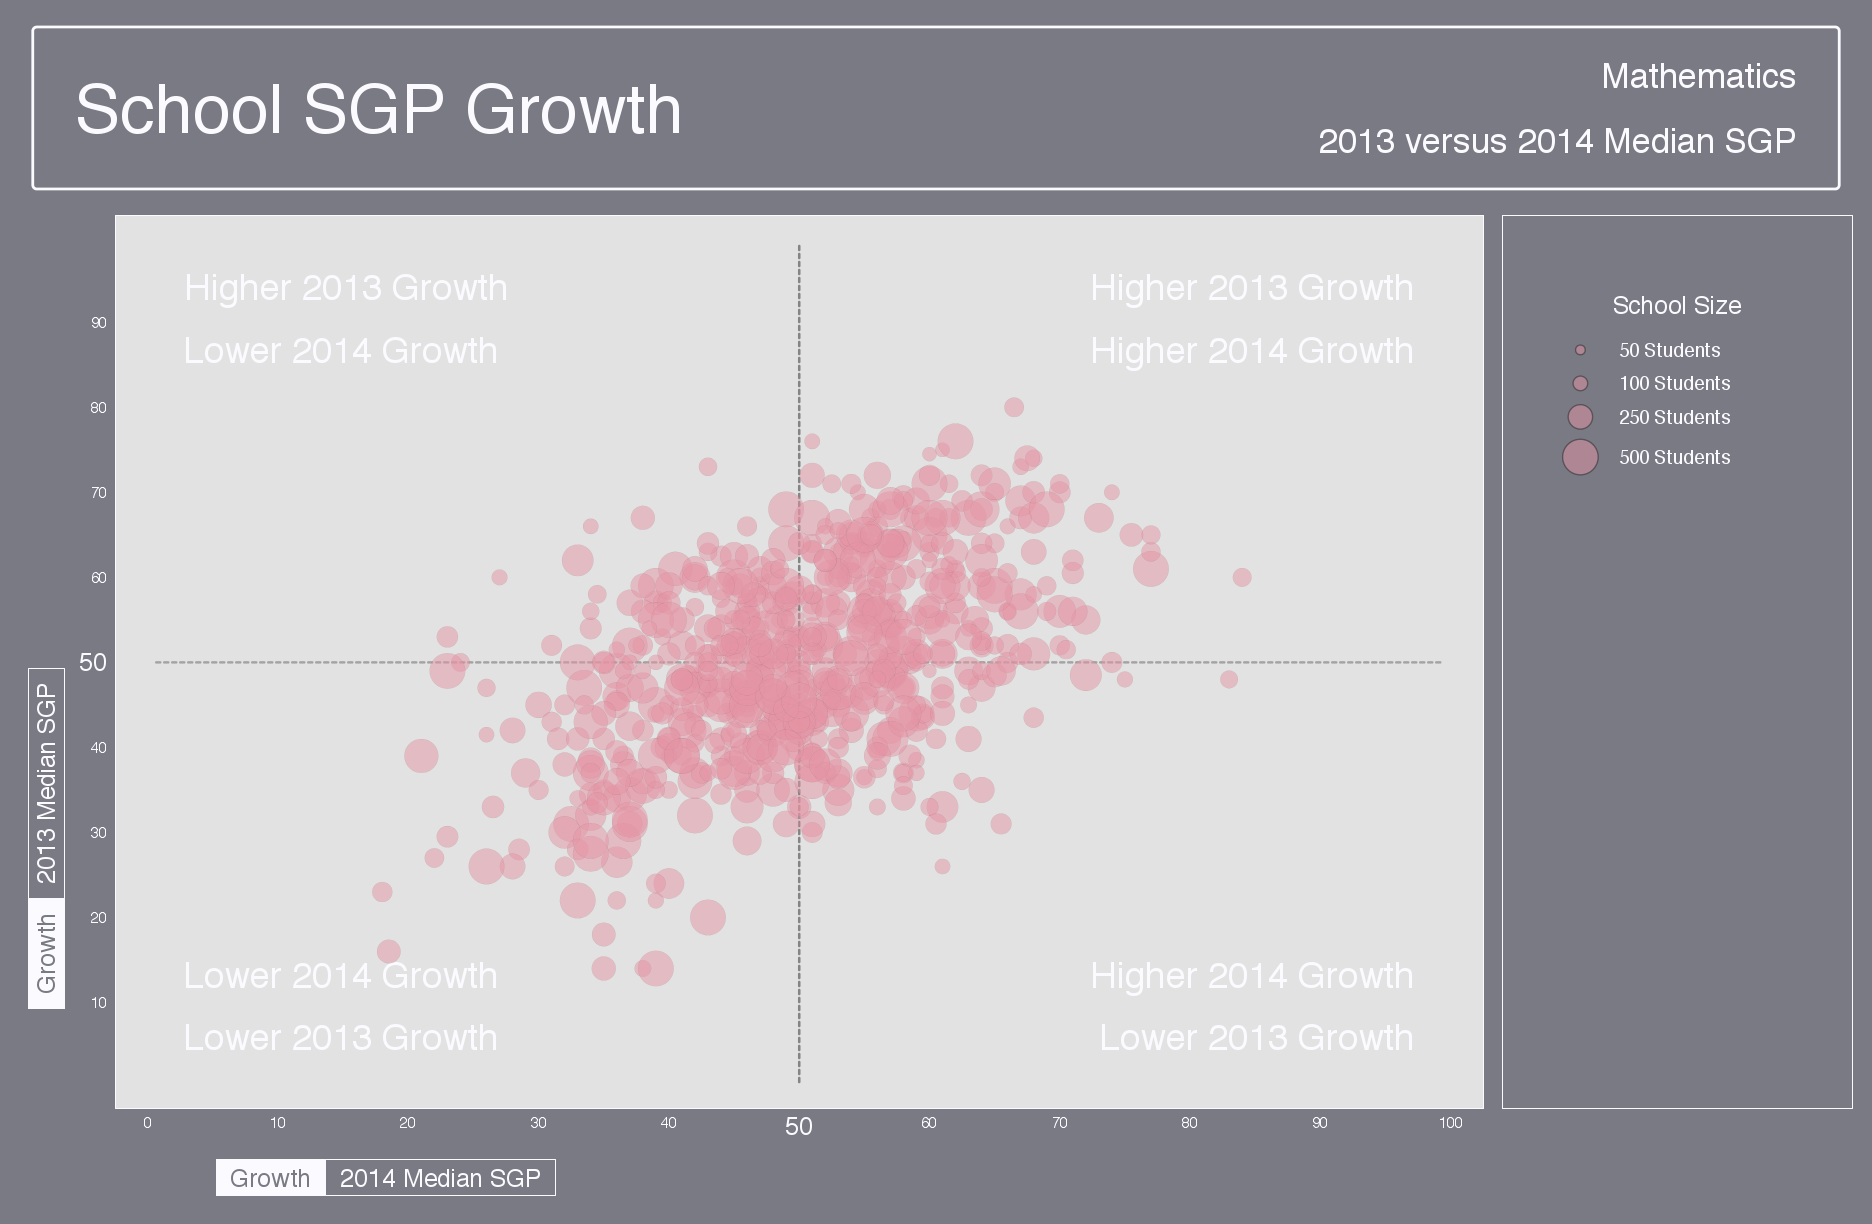 School SGP Growth
Mathematics
2013 versus 2014 Median SGP
Higher 2013 Growth
Lower 2014 Growth
Higher 2013 Growth
Higher 2014 Growth
School Size
50 Students
100 Students
250 Students
500 Students
90
80
70
60
50
40
30
20
10
Growth 2013 Median SGP
Lower 2014 Growth
Lower 2013 Growth
Higher 2014 Growth
Lower 2013 Growth
0 10 20 30 40 50 60 70 80 90 100
Growth 2014 Median SGP